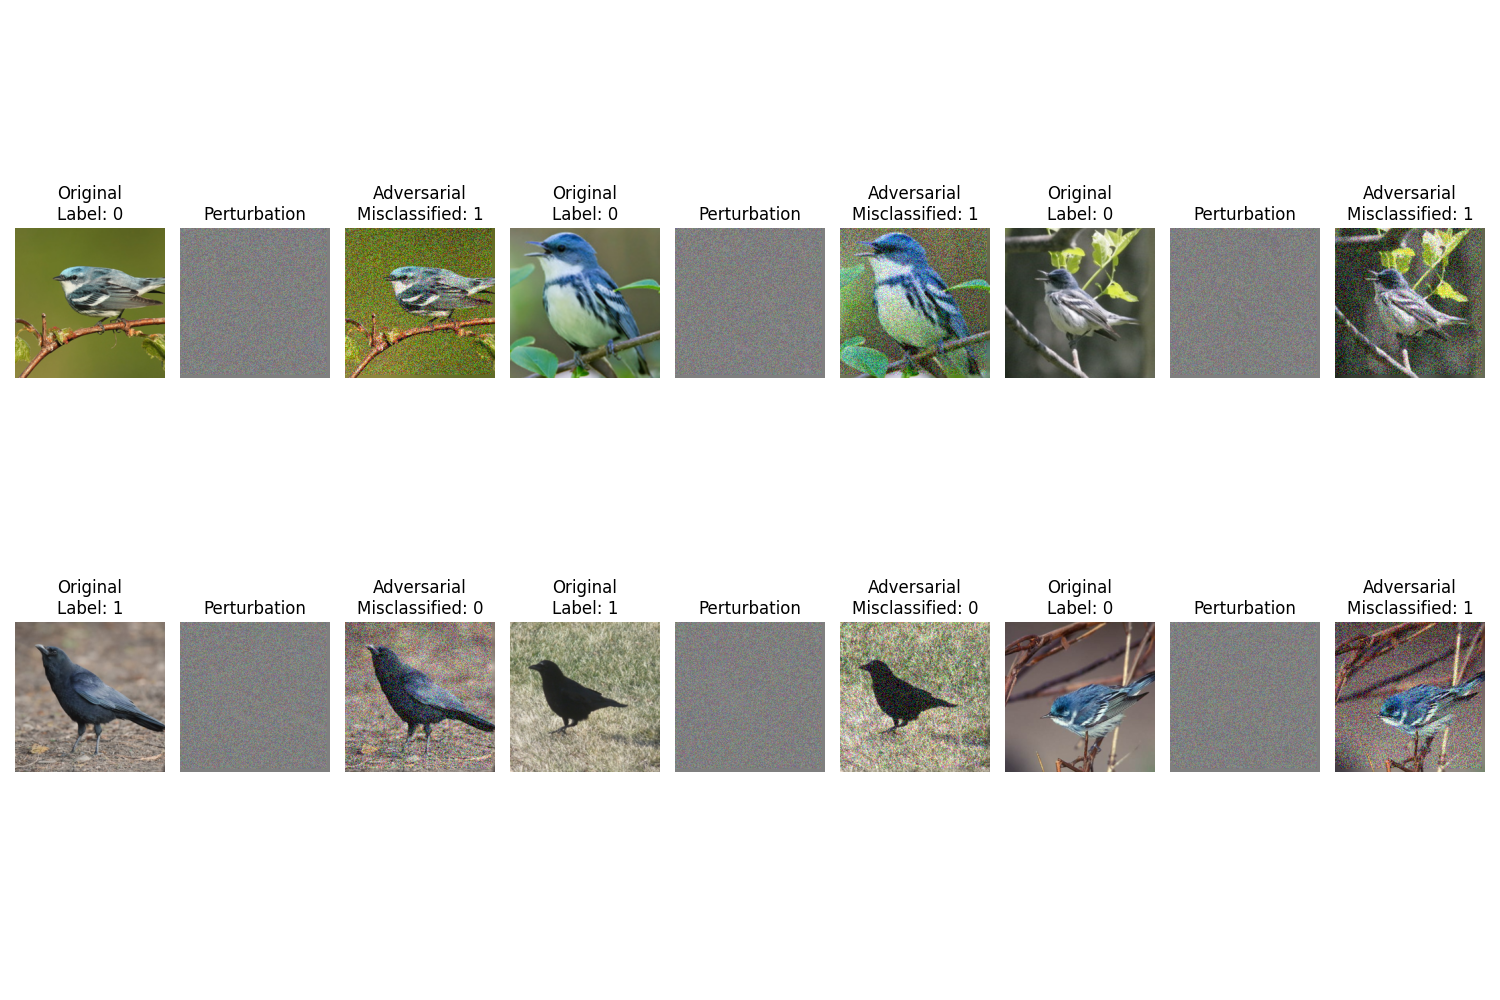 Original
Label: 0
Perturbation
Adversarial
Misclassified: 1
Original
Label: 0
Perturbation
Adversarial
Misclassified: 1
Original
Label: 0
Perturbation
Adversarial
Misclassified: 1
Original
Label: 1
Perturbation
Adversarial
Misclassified: 0
Original
Label: 1
Perturbation
Adversarial
Misclassified: 0
Original
Label: 0
Perturbation
Adversarial
Misclassified: 1